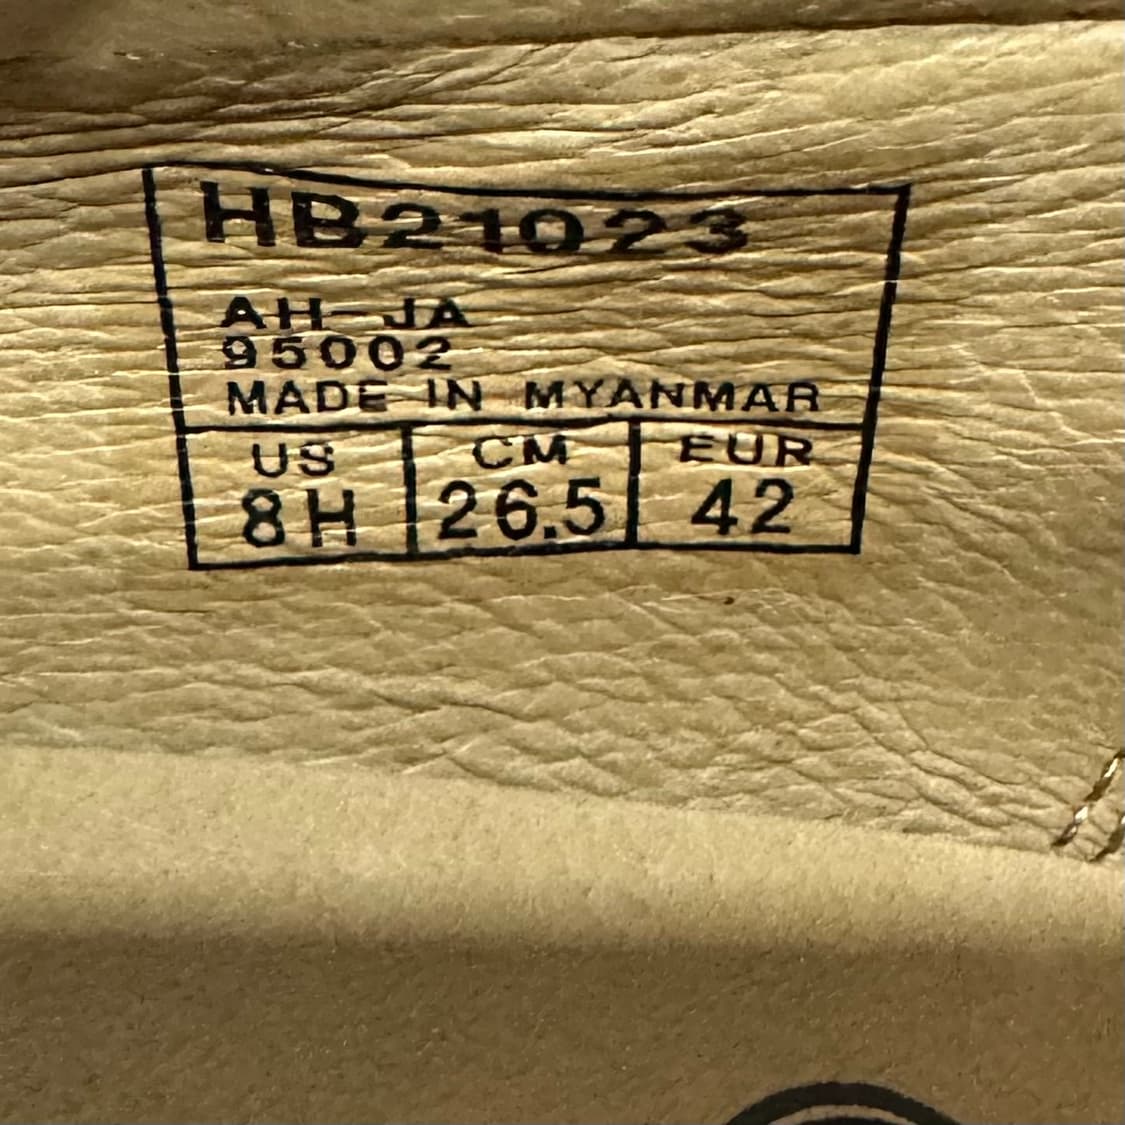 HB21023
AH-JA
95002
MADE IN MYANMAR
US CM EUR
8H 26.5 42